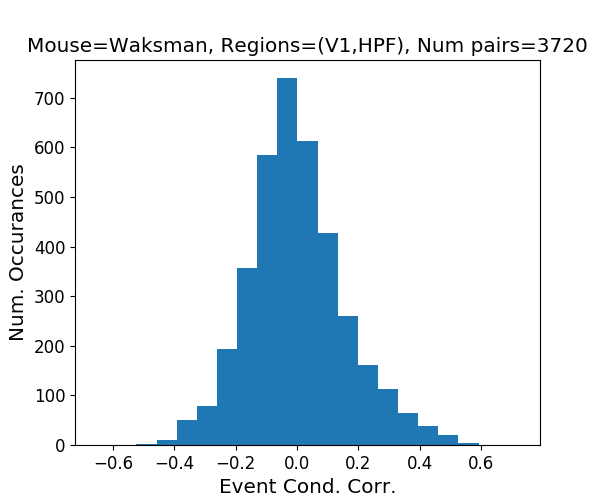 Mouse=Waksman, Regions=(V1,HPF), Num pairs=3720
700
600
500
400
300
200
100
0
Num. Occurances
−0.6 −0.4 −0.2 0.0 0.2 0.4 0.6
Event Cond. Corr.